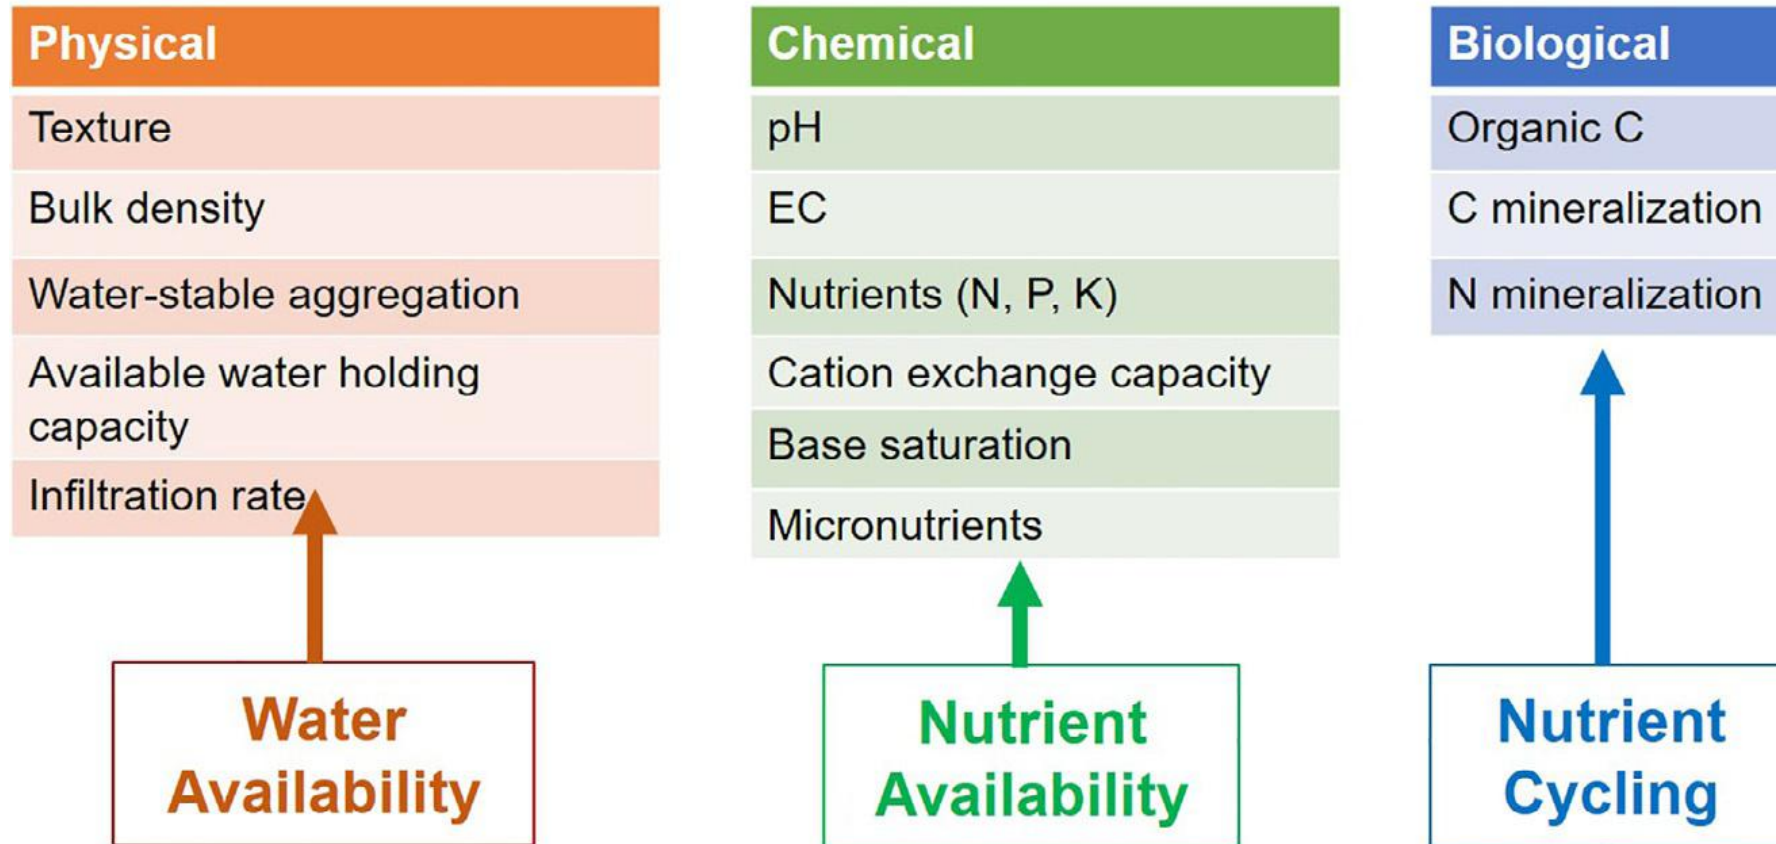 Physical
Texture
Bulk density
Water-stable aggregation
Available water holding
capacity
Infiltration rate
Chemical
pH
EC
Nutrients (N, P, K)
Cation exchange capacity
Base saturation
Micronutrients
Biological
Organic C
C mineralization
N mineralization
Water
Availability
Nutrient
Availability
Nutrient
Cycling